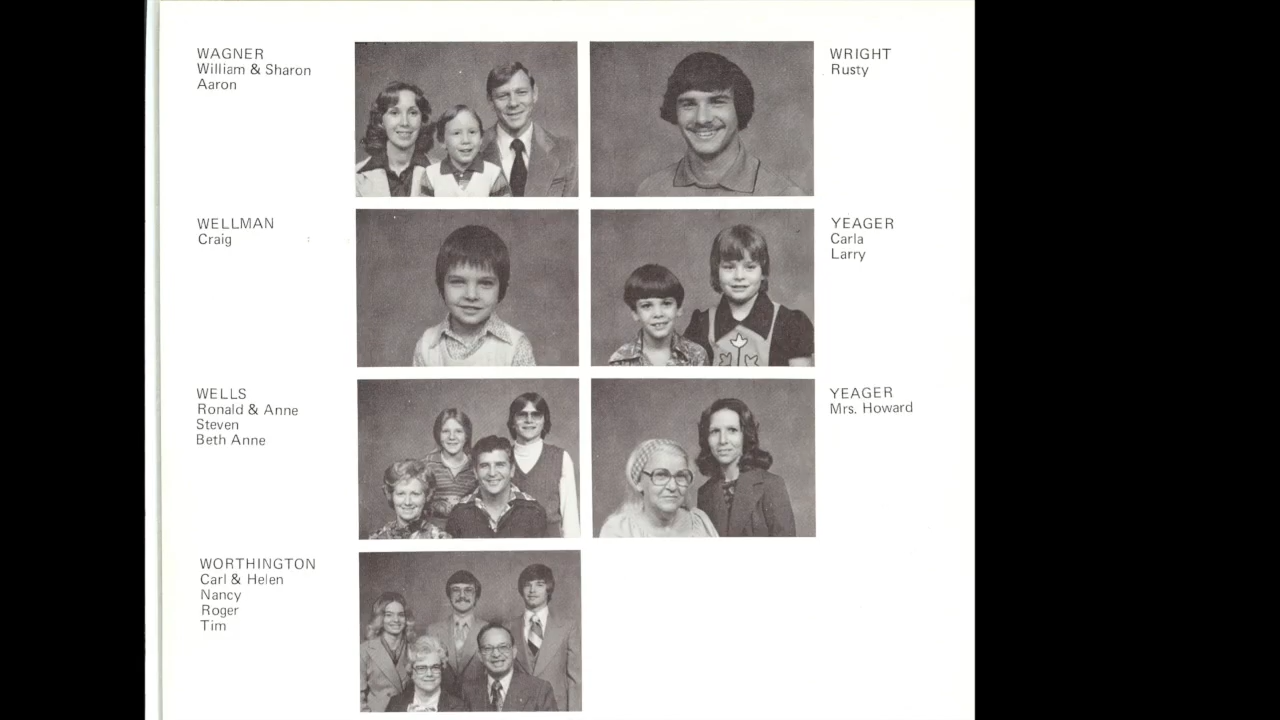 WAGNER
William & Sharon
Aaron
WELLMAN
Craig
WELLS
Ronald & Anne
Steven
Beth Anne
WORTHINGTON
Carl & Helen
Nancy
Roger
Tim
WRIGHT
Rusty
YEAGER
Carla
Larry
YEAGER
Mrs. Howard